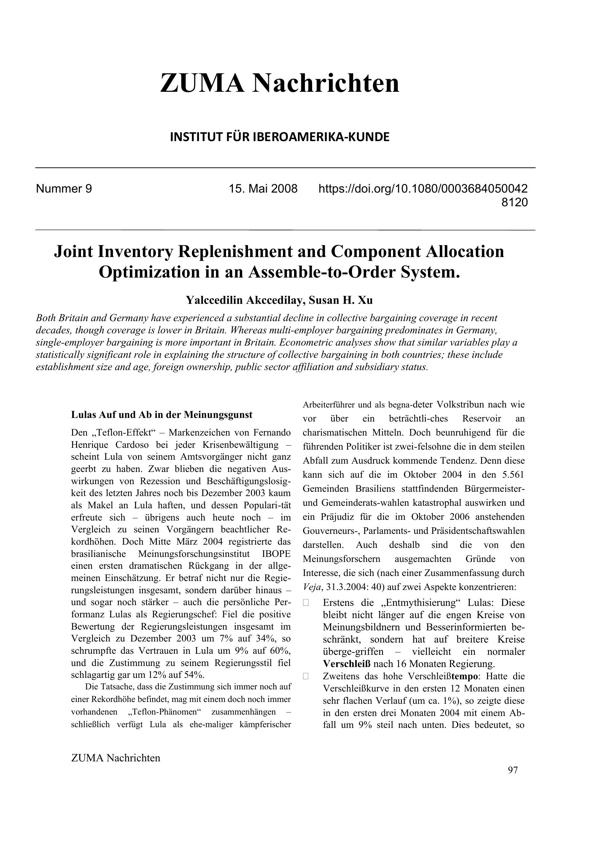 ZUMA Nachrichten
INSTITUT FÜR IBEROAMERIKA-KUNDE
Nummer 9 15. Mai 2008 https://doi.org/10.1080/0003684050042
8120
Joint Inventory Replenishment and Component Allocation
Optimization in an Assemble-to-Order System.
Yalccedilin Akccedilay, Susan H. Xu
Both Britain and Germany have experienced a substantial decline in collective bargaining coverage in recent
decades, though coverage is lower in Britain. Whereas multi-employer bargaining predominates in Germany,
single-employer bargaining is more important in Britain. Econometric analyses show that similar variables play a
statistically significant role in explaining the structure of collective bargaining in both countries; these include
establishment size and age, foreign ownership, public sector affiliation and subsidiary status.
Lulas Auf und Ab in der Meinungsgunst
Den „Teflon-Effekt“ – Markenzeichen von Fernando
Henrique Cardoso bei jeder Krisenbewältigung –
scheint Lula von seinem Amtsvorgänger nicht ganz
geerbt zu haben. Zwar blieben die negativen Aus-
wirkungen von Rezession und Beschäftigungslosig-
keit des letzten Jahres noch bis Dezember 2003 kaum
als Makel an Lula haften, und dessen Populari-tät
erfreute sich – übrigens auch heute noch – im
Vergleich zu seinen Vorgängern beachtlicher Re-
kordhöhen. Doch Mitte März 2004 registrierte das
brasilianische Meinungsforschungsinstitut IBOPE
einen ersten dramatischen Rückgang in der allge-
meinen Einschätzung. Er betraf nicht nur die Regie-
rungsleistungen insgesamt, sondern darüber hinaus –
und sogar noch stärker – auch die persönliche Per-
formanz Lulas als Regierungschef: Fiel die positive
Bewertung der Regierungsleistungen insgesamt im
Vergleich zu Dezember 2003 um 7% auf 34%, so
schrumpfte das Vertrauen in Lula um 9% auf 60%,
und die Zustimmung zu seinem Regierungsstil fiel
schlagartig gar um 12% auf 54%.
Die Tatsache, dass die Zustimmung sich immer noch auf
einer Rekordhöhe befindet, mag mit einem doch noch immer
vorhandenen „Teflon-Phänomen“ zusammenhängen –
schließlich verfügt Lula als ehe-maliger kämpferischer
Arbeiterführer und als begna-deter Volkstribun nach wie
vor über ein beträchtli-ches Reservoir an
charismatischen Mitteln. Doch beunruhigend für die
führenden Politiker ist zwei-felsohne die in dem steilen
Abfall zum Ausdruck kommende Tendenz. Denn diese
kann sich auf die im Oktober 2004 in den 5.561
Gemeinden Brasiliens stattfindenden Bürgermeister-
und Gemeinderats-wahlen katastrophal auswirken und
ein Präjudiz für die im Oktober 2006 anstehenden
Gouverneurs-, Parlaments- und Präsidentschaftswahlen
darstellen. Auch deshalb sind die von den
Meinungsforschern ausgemachten Gründe von
Interesse, die sich (nach einer Zusammenfassung durch
Veja, 31.3.2004: 40) auf zwei Aspekte konzentrieren:
Erstens die „Entmythisierung“ Lulas: Diese
bleibt nicht länger auf die engen Kreise von
Meinungsbildnern und Besserinformierten be-
schränkt, sondern hat auf breitere Kreise
überge-griffen – vielleicht ein normaler
Verschleiß nach 16 Monaten Regierung.
Zweitens das hohe Verschleißtempo: Hatte die
Verschleißkurve in den ersten 12 Monaten einen
sehr flachen Verlauf (um ca. 1%), so zeigte diese
in den ersten drei Monaten 2004 mit einem Ab-
fall um 9% steil nach unten. Dies bedeutet, so
ZUMA Nachrichten
97